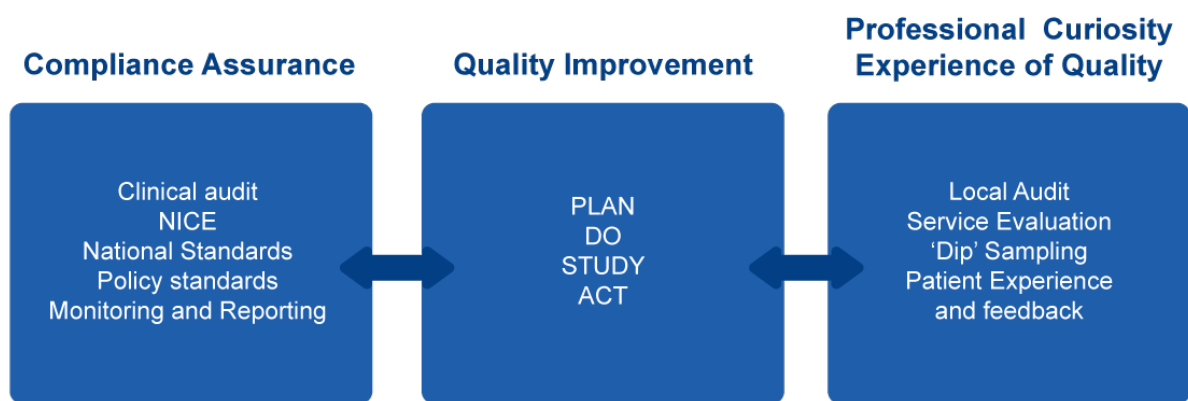 Compliance Assurance
Clinical audit
NICE
National Standards
Policy standards
Monitoring and Reporting
Quality Improvement
PLAN
DO
STUDY
ACT
Professional Curiosity
Experience of Quality
Local Audit
Service Evaluation
‘Dip’ Sampling
Patient Experience
and feedback